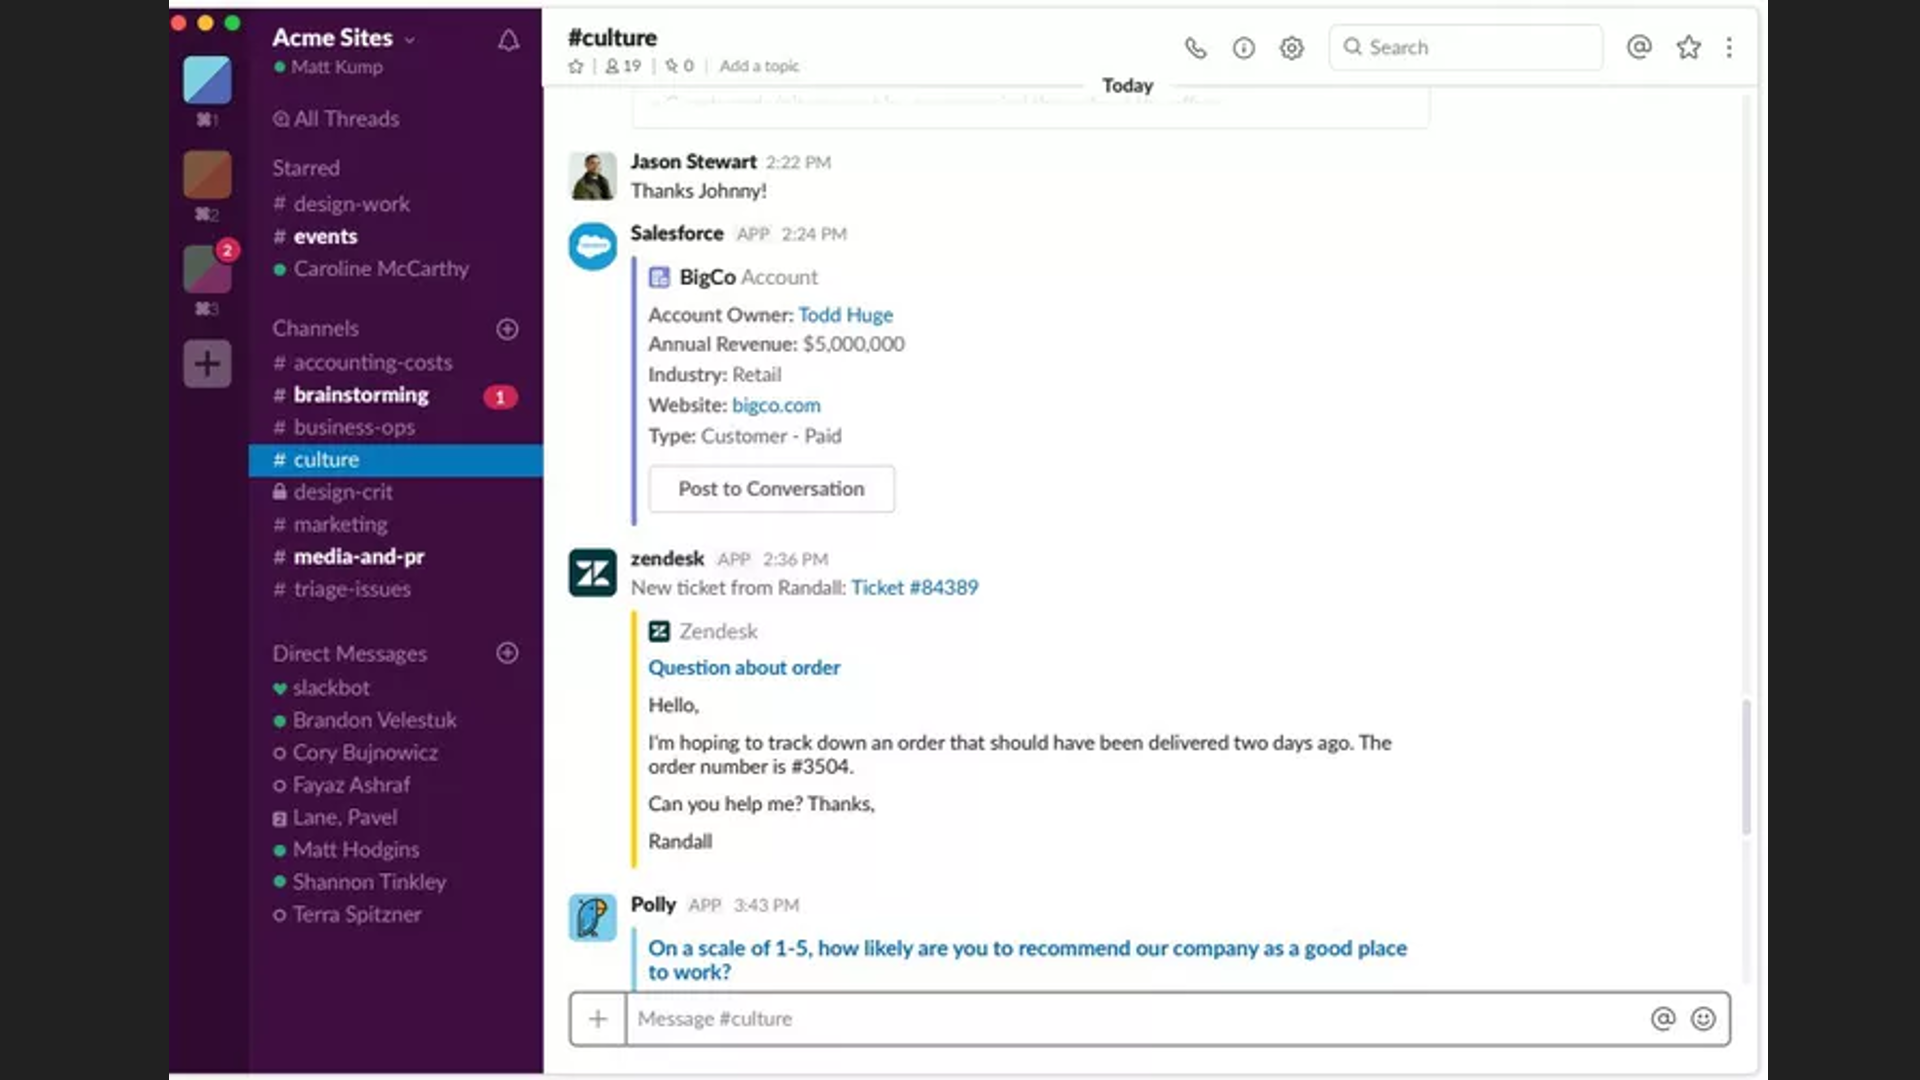 Acme Sites
Matt Kump
⌘1
⌘2
2
⌘3
All Threads
Starred
# design-work
# events
Caroline McCarthy
Channels
# accounting-costs
# brainstorming 1
# business-ops
# culture
design-crit
# marketing
# media-and-pr
# triage-issues
Direct Messages
slackbot
Brandon Velestuk
Cory Bujnowicz
Fayaz Ashraf
2 Lane, Pavel
Matt Hodgins
Shannon Tinkley
Terra Spitzner
#culture
19 | 0 | Add a topic
Search
Today
Jason Stewart 2:22 PM
Thanks Johnny!
Salesforce APP 2:24 PM
BigCo Account
Account Owner: Todd Huge
Annual Revenue: $5,000,000
Industry: Retail
Website: bigco.com
Type: Customer - Paid
Post to Conversation
zendesk APP 2:36 PM
New ticket from Randall: Ticket #84389
Zendesk
Question about order
Hello,
I'm hoping to track down an order that should have been delivered two days ago. The
order number is #3504.
Can you help me? Thanks,
Randall
Polly APP 3:43 PM
On a scale of 1-5, how likely are you to recommend our company as a good place
to work?
Message #culture